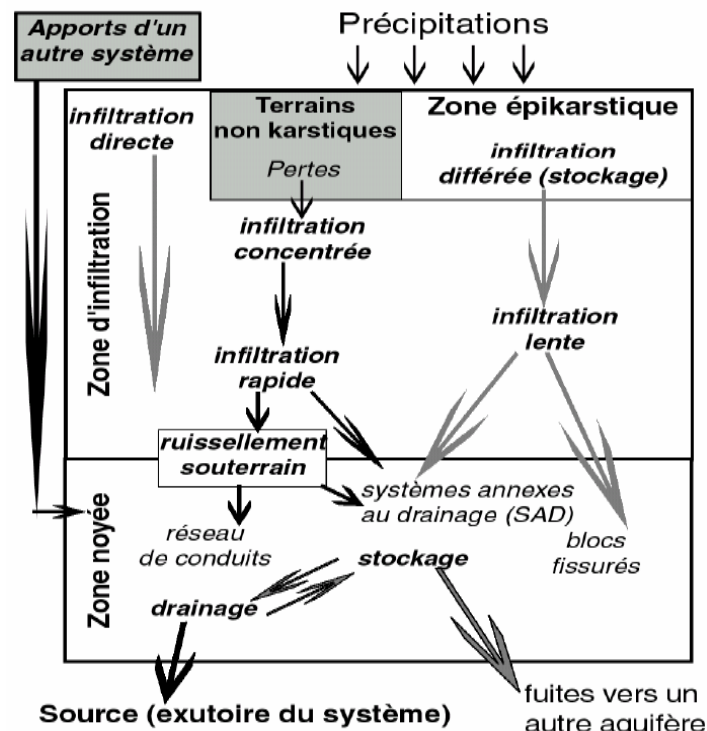 Apports d'un
autre système
Précipitations
infiltration
directe
Terrains
non karstiques
Pertes
Zone épikarstique
infiltration
différée (stockage)
Zone d'infiltration
infiltration
concentrée
infiltration
rapide
infiltration
lente
ruissellement
souterrain
Zone noyée
systèmes annexes
au drainage (SAD)
réseau
de conduits
blocs
fissurés
stockage
drainage
Source (exutoire du système)
fuites vers un
autre aquifère